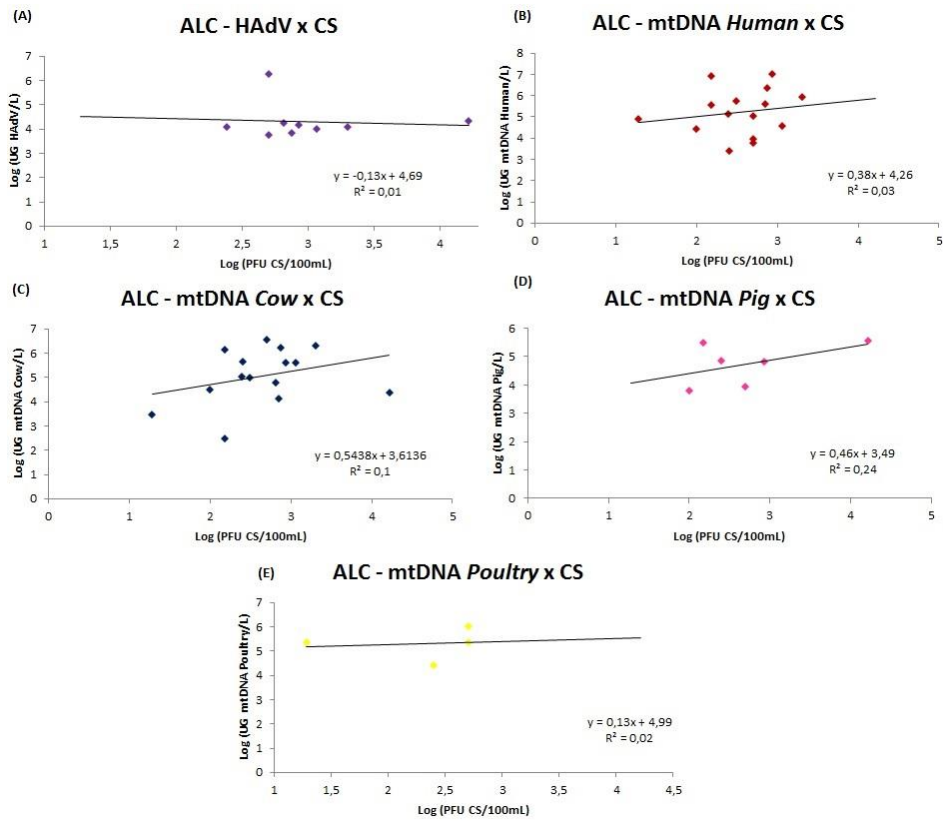 (A)
ALC - HAdV x CS
Log (UG HAdV/L)
7
6
5
4
3
2
1
0
y = -0,13x + 4,69
R² = 0,01
1 1,5 2 2,5 3 3,5 4
Log (PFU CS/100mL)
(B)
ALC - mtDNA Human x CS
Log (UG mtDNA Human/L)
8
7
6
5
4
3
2
1
0
y = 0,38x + 4,26
R² = 0,03
0 1 2 3 4 5
Log (PFU CS/100mL)
(C)
ALC - mtDNA Cow x CS
Log (UG mtDNA Cow/L)
7
6
5
4
3
2
1
0
y = 0,5438x + 3,6136
R² = 0,1
0 1 2 3 4 5
Log (PFU CS/100mL)
(D)
ALC - mtDNA Pig x CS
Log (UG mtDNA Pig/L)
6
5
4
3
2
1
0
y = 0,46x + 3,49
R² = 0,24
0 1 2 3 4 5
Log (PFU CS/100mL)
(E)
ALC - mtDNA Poultry x CS
Log (UG mtDNA Poultry/L)
7
6
5
4
3
2
1
0
y = 0,13x + 4,99
R² = 0,02
1 1,5 2 2,5 3 3,5 4 4,5
Log (PFU CS/100mL)